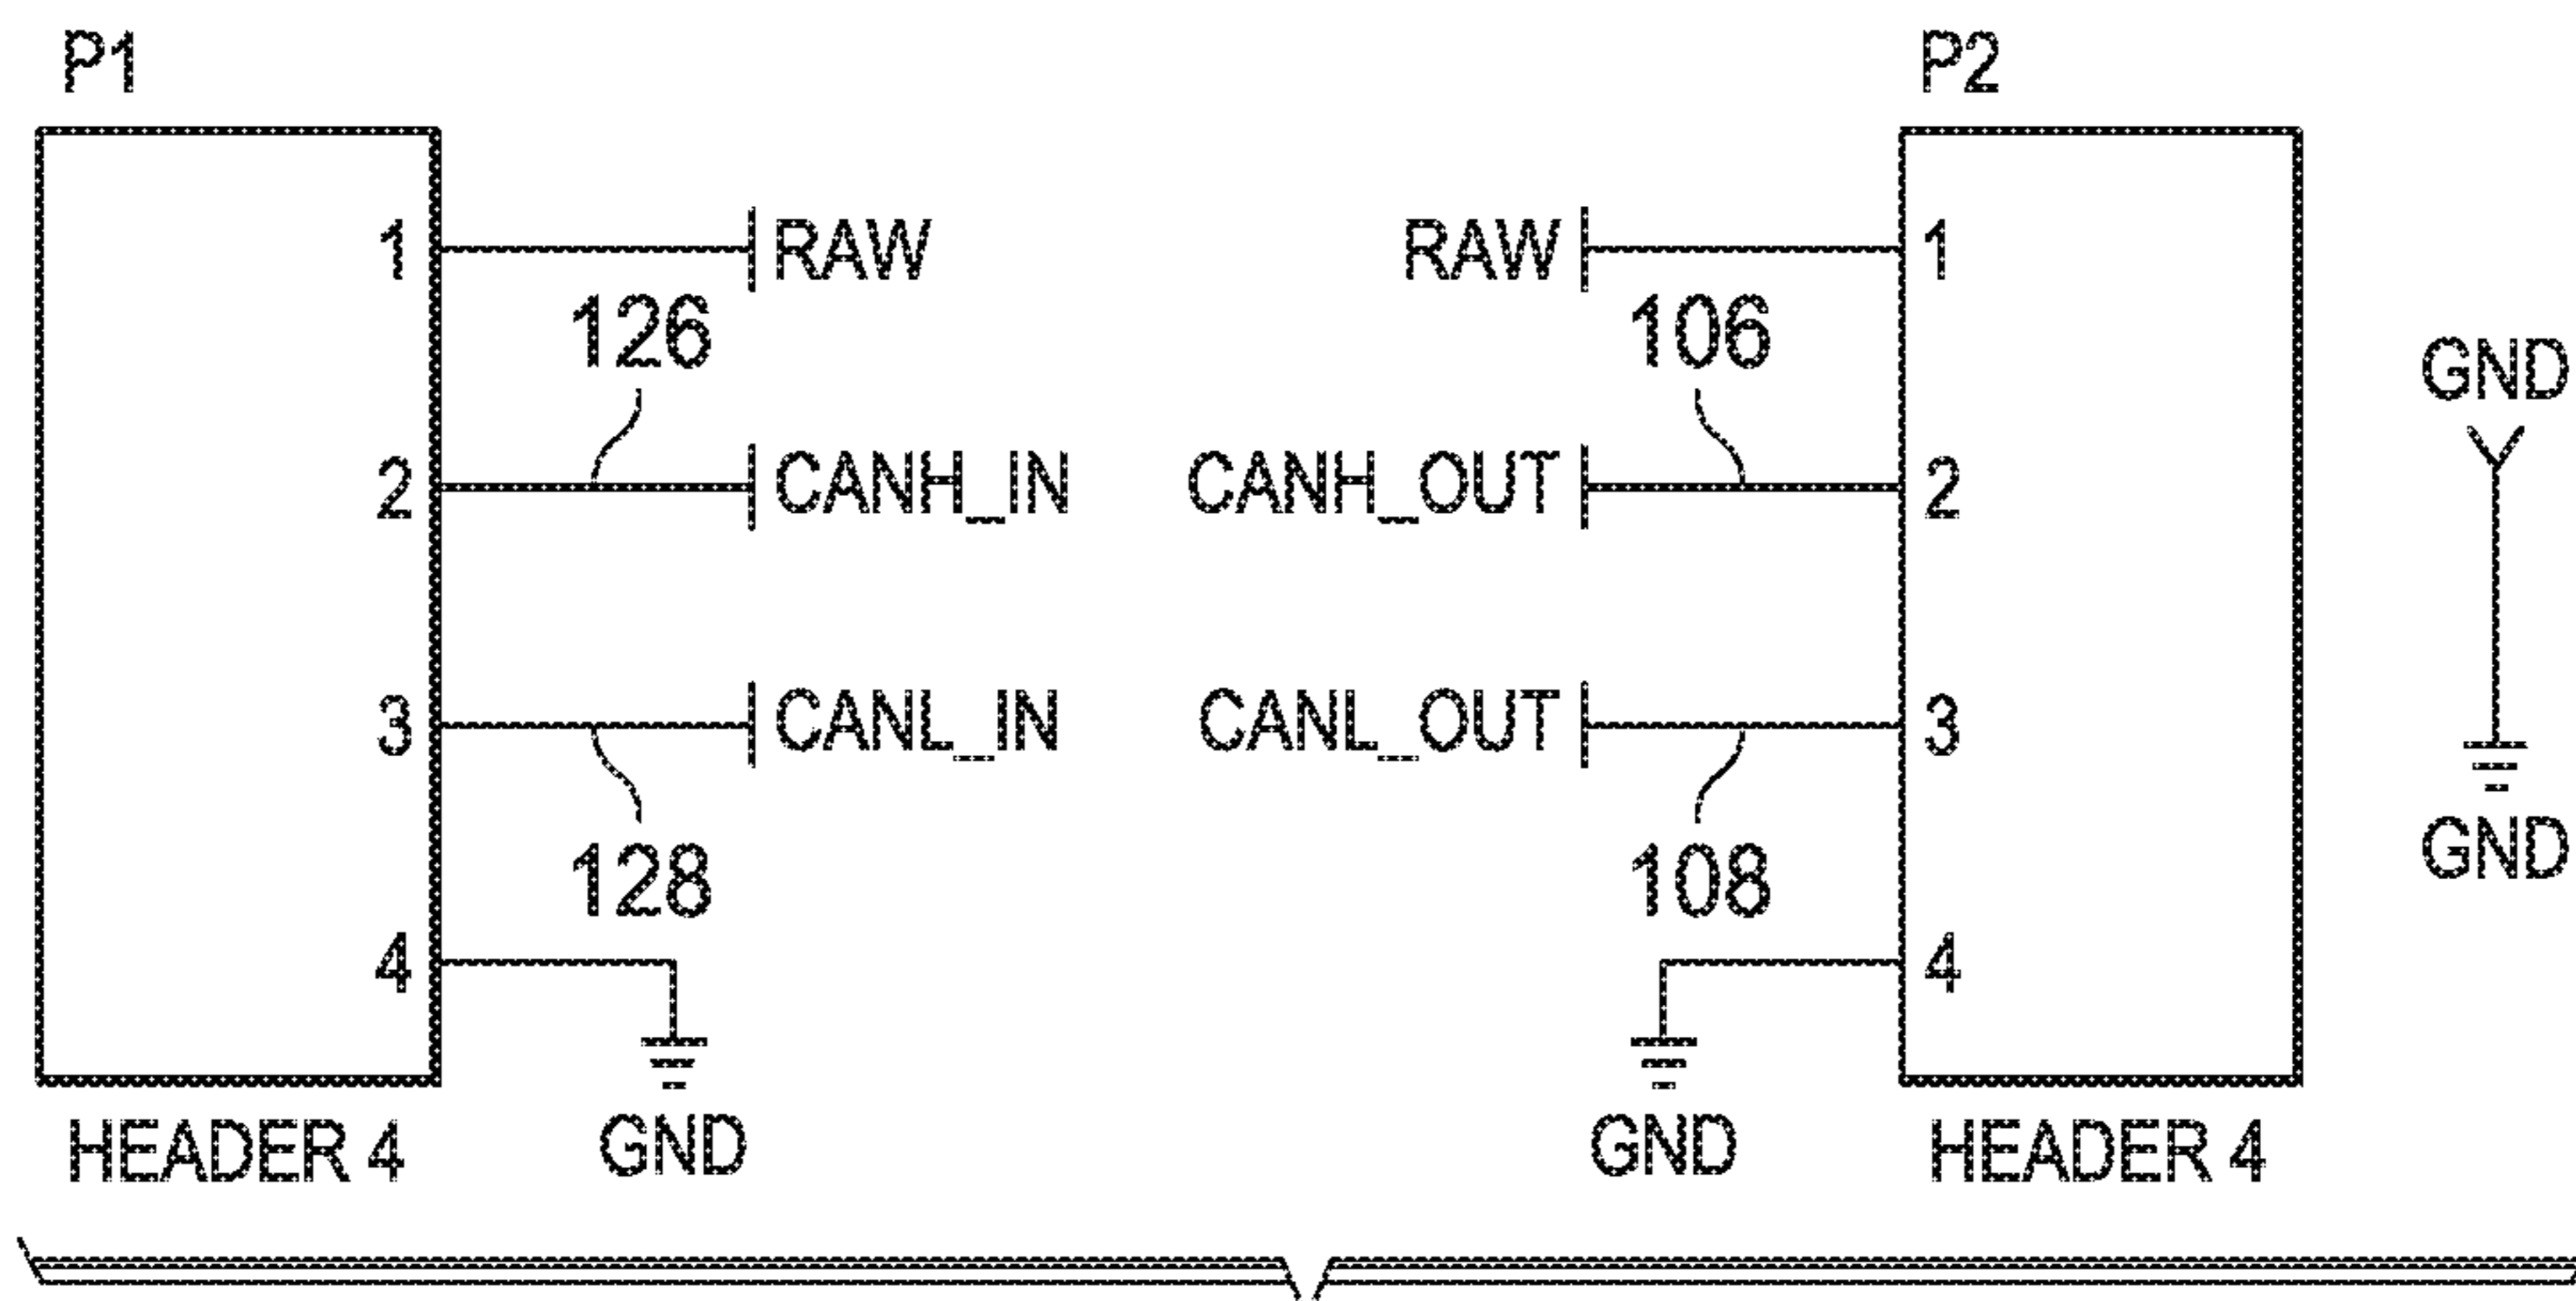 P1
P2
1 RAW
RAW 1
126
106
GND
2 CANH_IN
CANH_OUT 2
3 CANL_IN
CANL_OUT 3
128
108
GND
4
4
GND
GND
HEADER 4
HEADER 4